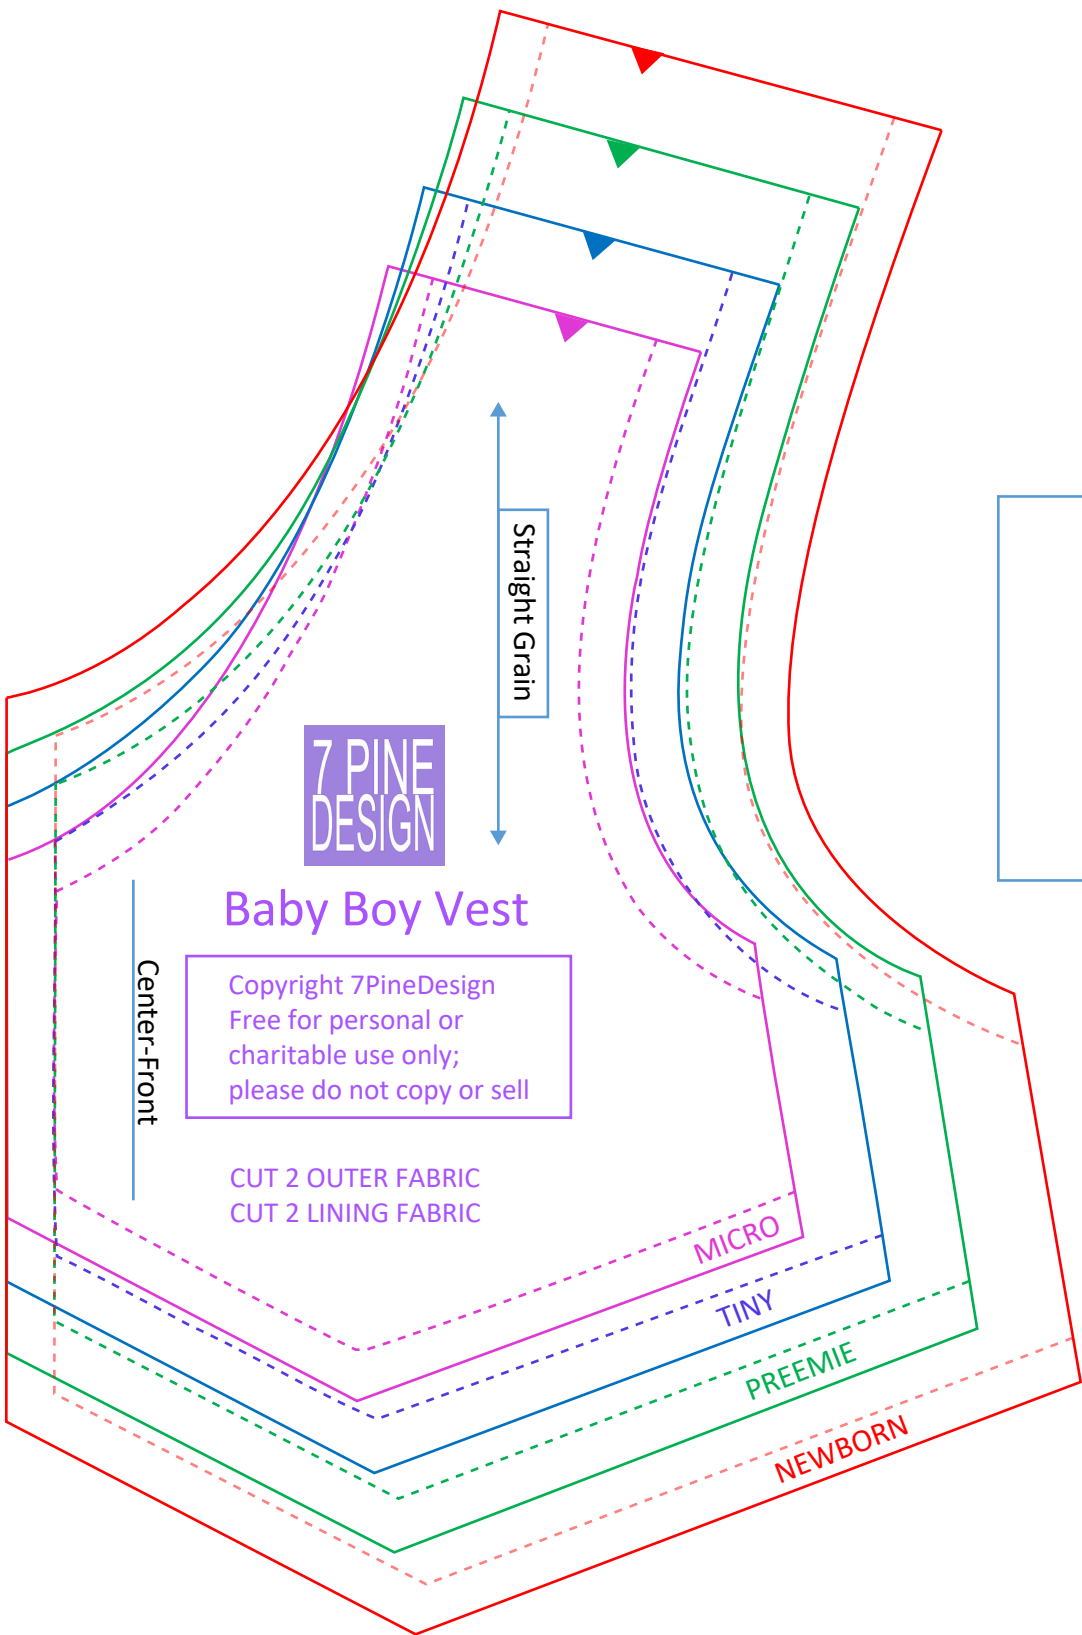 Straight Grain
7 PINE
DESIGN
Baby Boy Vest
Center-Front
Copyright 7PineDesign
Free for personal or
charitable use only;
please do not copy or sell
CUT 2 OUTER FABRIC
CUT 2 LINING FABRIC
MICRO
TINY
PREEMIE
NEWBORN